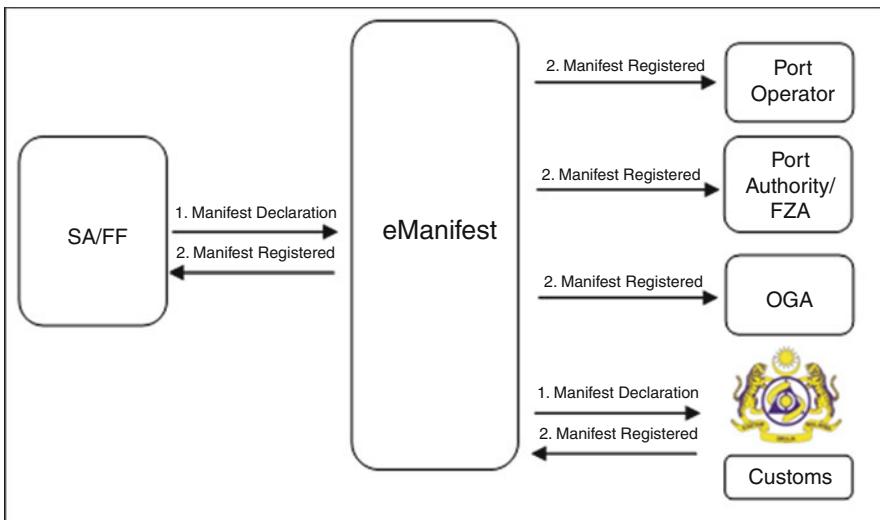 SA/FF
1. Manifest Declaration
2. Manifest Registered
eManifest
2. Manifest Registered
Port
Operator
2. Manifest Registered
Port
Authority/
FZA
2. Manifest Registered
OGA
1. Manifest Declaration
2. Manifest Registered
Customs